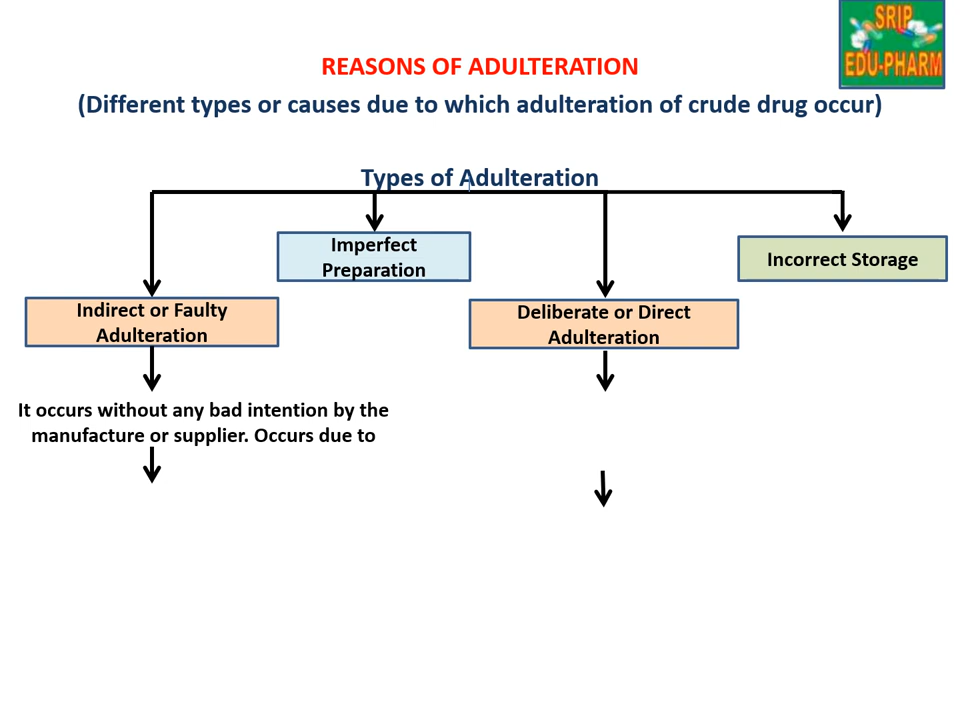 SRIP
EDU-PHARM
REASONS OF ADULTERATION
(Different types or causes due to which adulteration of crude drug occur)
Types of Adulteration
Imperfect
Preparation
Incorrect Storage
Indirect or Faulty
Adulteration
Deliberate or Direct
Adulteration
It occurs without any bad intention by the
manufacture or supplier. Occurs due to